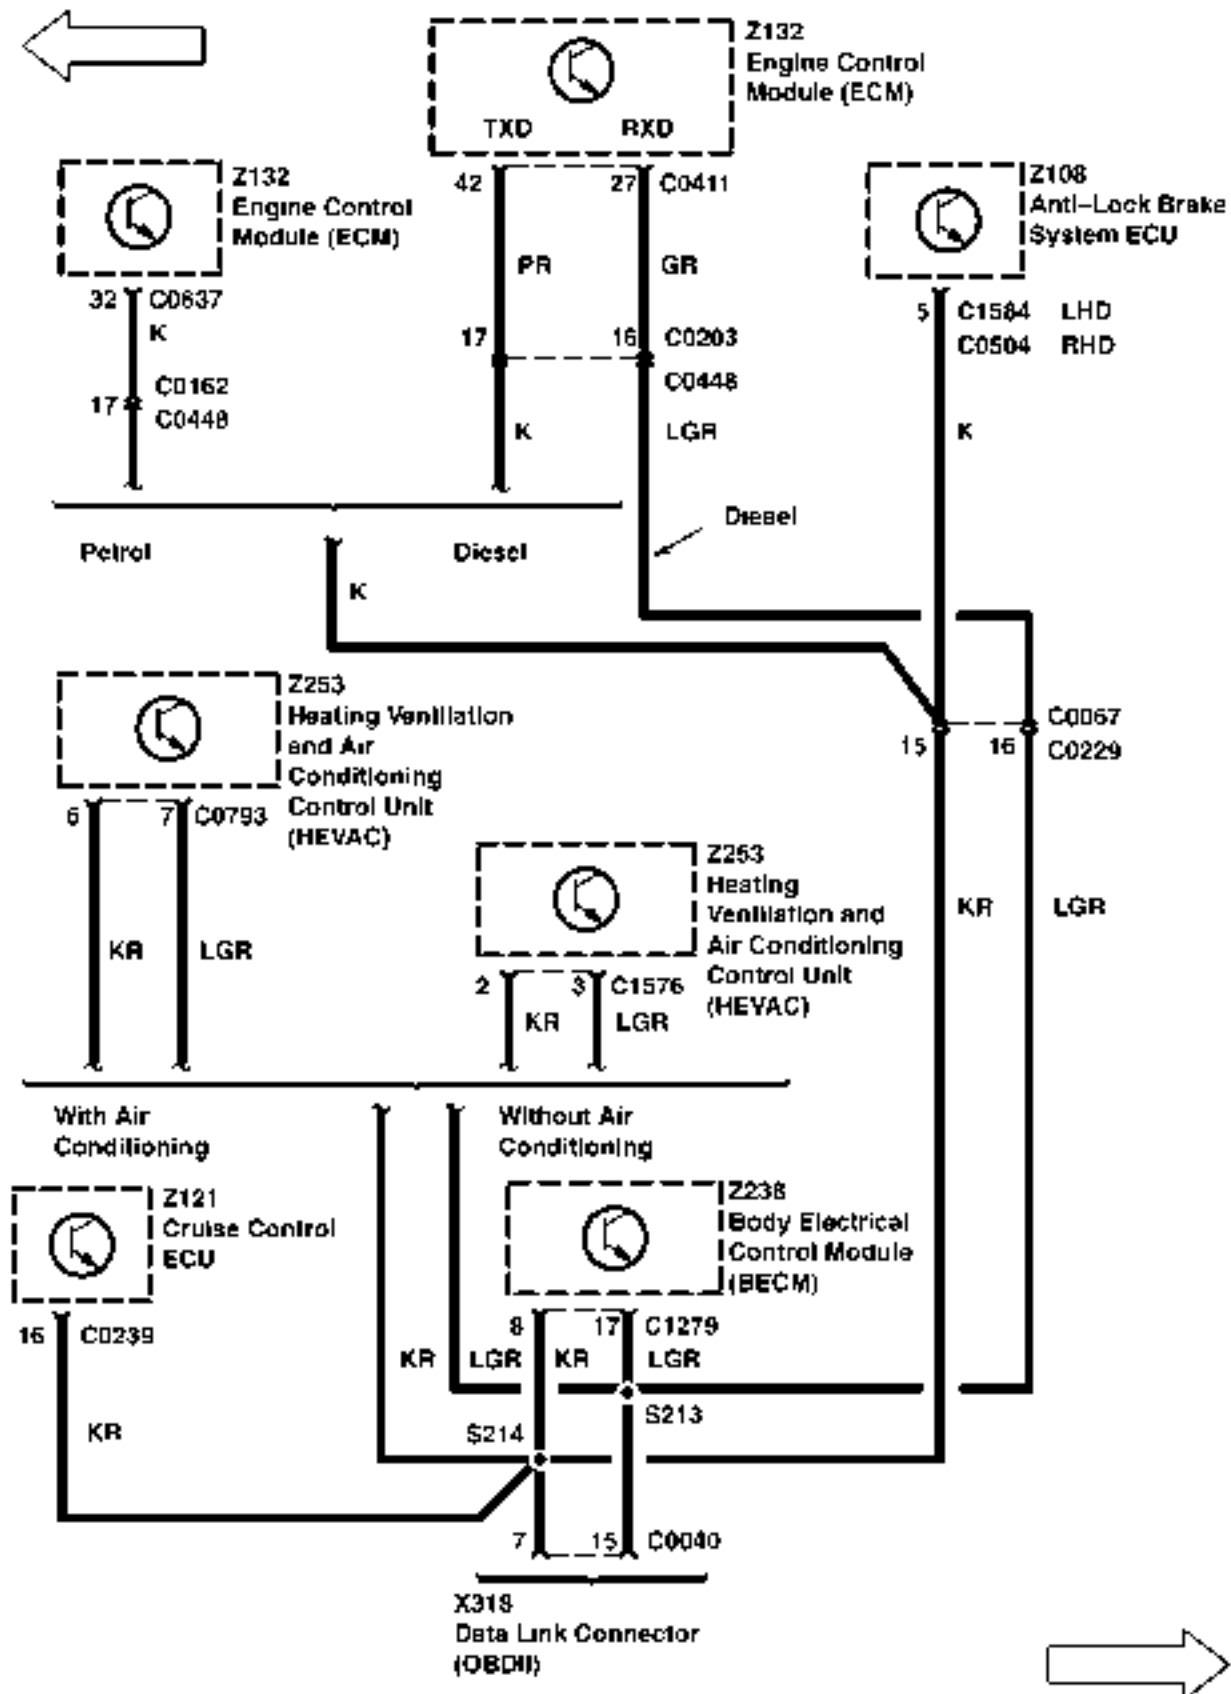 Z132
Engine Control
Module (ECM)
TXD RXD
42 27 C0411
Z132
Engine Control
Module (ECM)
Z108
Anti-Lock Brake
System ECU
32 C0637
K
PR GR
5 C1584 LHD
C0504 RHD
17 16 C0203
C0448
17 C0162
C0448
K LGR K
Diesel
Petrol Diesel
K
Z253
Heating Ventilation
and Air
Conditioning
Control Unit
(HEVAC)
15 16 C0067
C0229
6 7 C0793
Z253
Heating
Ventilation and
Air Conditioning
Control Unit
(HEVAC)
KR LGR
KR LGR
2 3 C1576
KR LGR
With Air
Conditioning
Without Air
Conditioning
Z121
Cruise Control
ECU
Z238
Body Electrical
Control Module
(BECM)
16 C0239
8 17 C1279
KR LGR KR LGR
KR
S214
S213
7 15 C0040
X318
Data Link Connector
(OBDII)